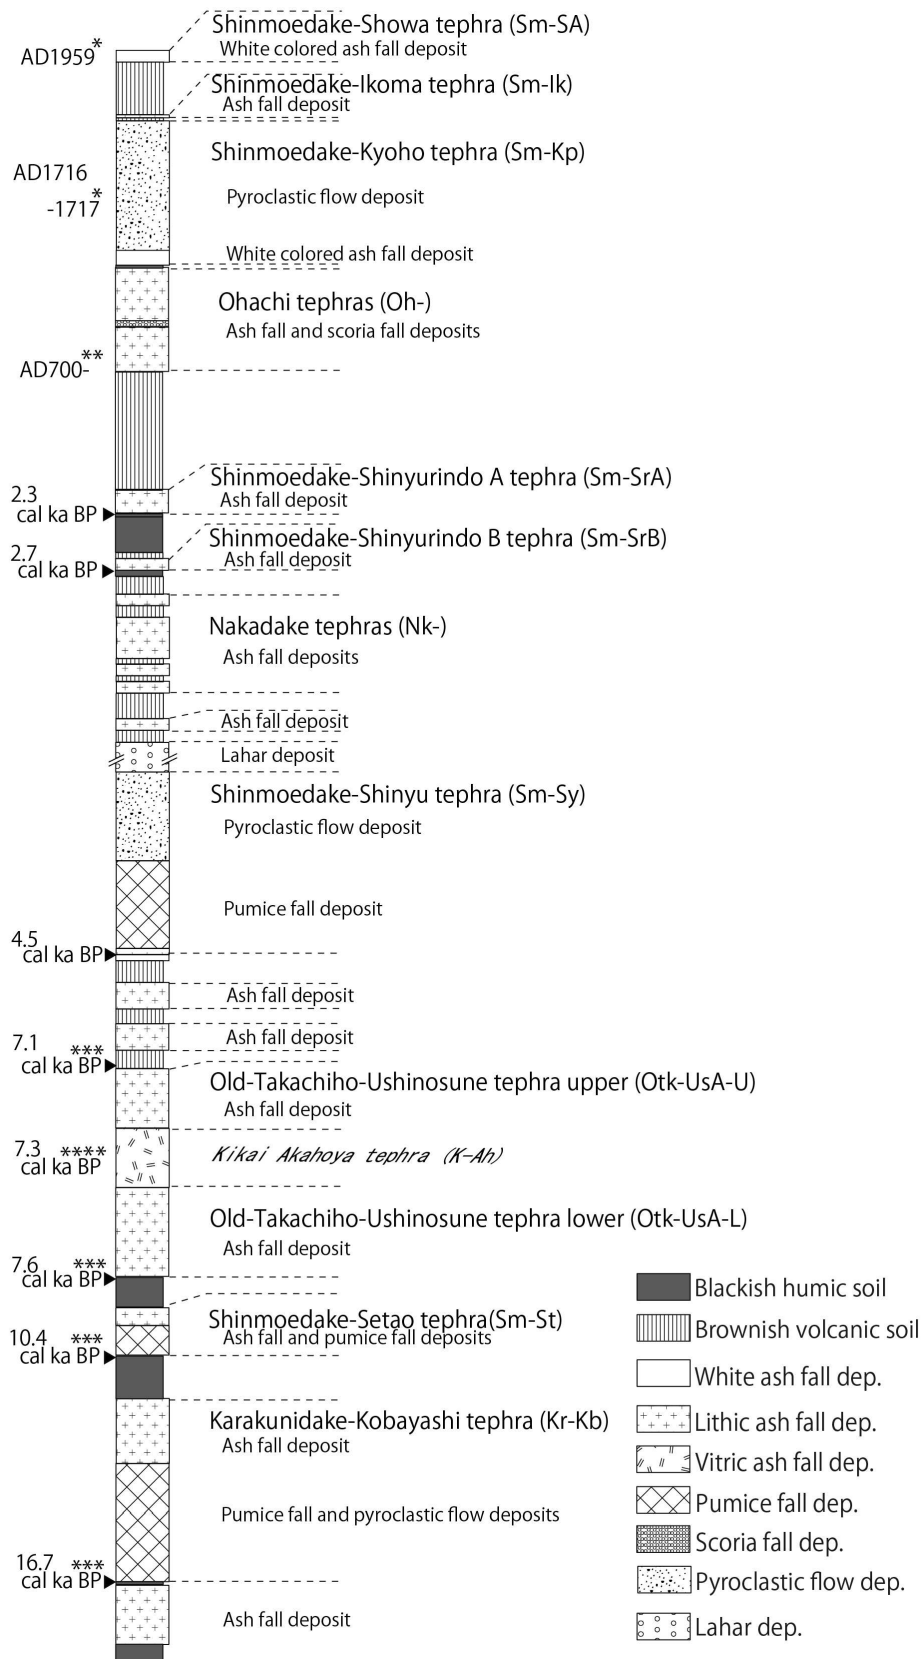 Shinmoedake-Showa tephra (Sm-SA)
AD1959*
White colored ash fall deposit
Shinmoedake-Ikoma tephra (Sm-Ik)
Ash fall deposit
Shinmoedake-Kyoho tephra (Sm-Kp)
AD1716
-1717*
Pyroclastic flow deposit
White colored ash fall deposit
Ohachi tephras (Oh-)
Ash fall and scoria fall deposits
AD700-**
Shinmoedake-Shinyurindo A tephra (Sm-SrA)
Ash fall deposit
2.3
cal ka BP
Shinmoedake-Shinyurindo B tephra (Sm-SrB)
Ash fall deposit
2.7
cal ka BP
Nakadake tephras (Nk-)
Ash fall deposits
Ash fall deposit
Lahar deposit
Shinmoedake-Shinyu tephra (Sm-Sy)
Pyroclastic flow deposit
Pumice fall deposit
4.5
cal ka BP
Ash fall deposit
Ash fall deposit
7.1 ***
cal ka BP
Old-Takachiho-Ushinosune tephra upper (Otk-UsA-U)
Ash fall deposit
7.3 ****
cal ka BP
Kikai Akahoya tephra (K-Ah)
Old-Takachiho-Ushinosune tephra lower (Otk-UsA-L)
Ash fall deposit
7.6 ***
cal ka BP
Shinmoedake-Setao tephra(Sm-St)
Ash fall and pumice fall deposits
10.4 ***
cal ka BP
Karakunidake-Kobayashi tephra (Kr-Kb)
Ash fall deposit
Pumice fall and pyroclastic flow deposits
16.7 ***
cal ka BP
Ash fall deposit
Blackish humic soil
Brownish volcanic soil
White ash fall dep.
Lithic ash fall dep.
Vitric ash fall dep.
Pumice fall dep.
Scoria fall dep.
Pyroclastic flow dep.
Lahar dep.